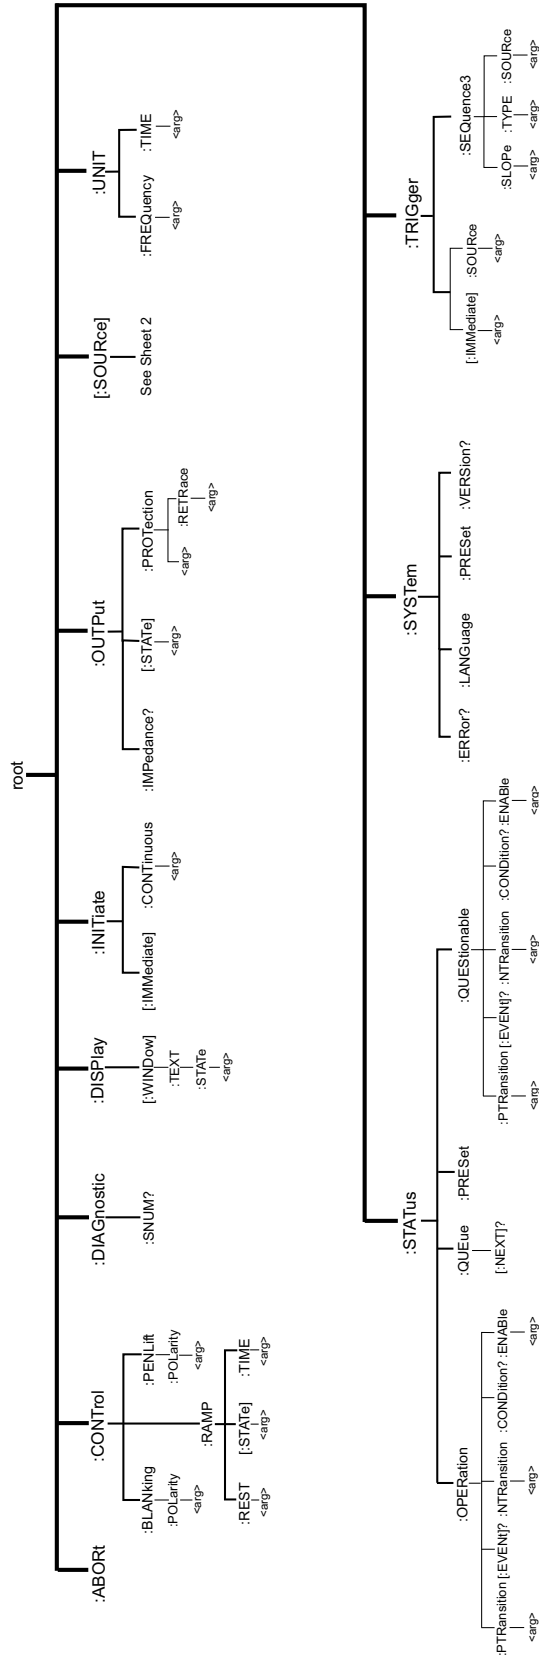 root
:ABORt
:CONTrol
:BLANking
:POLarity
<arg>
:PENLift
:POLarity
<arg>
:RAMP
:REST
<arg>
[:STATe]
<arg>
:TIME
<arg>
:DIAGnostic
:SNUM?
:DISPlay
[:WINDow]
:TEXT
:STATe
<arg>
:INITiate
[:IMMediate]
:CONTinuous
<arg>
:OUTPut
:IMPedance?
[:STATe]
<arg>
:PROTection
<arg>
:RETRace
<arg>
[:SOURce]
See Sheet 2
:UNIT
:FREQuency
<arg>
:TIME
<arg>
:STATus
:OPERation
:PTRansition [:EVENt]? :NTRansition :CONDition? :ENABle
<arg>
<arg>
<arg>
:QUEue
[:NEXT]?
:PRESet
:QUEStionable
:PTRansition [:EVENt]? :NTRansition :CONDition? :ENABle
<arg>
<arg>
<arg>
:SYSTem
:ERRor?
:LANGuage
:PRESet
:VERSion?
:TRIGger
[:IMMediate]
<arg>
:SOURce
<arg>
:SEQuence3
:SLOPe
<arg>
:TYPE
<arg>
:SOURce
<arg>